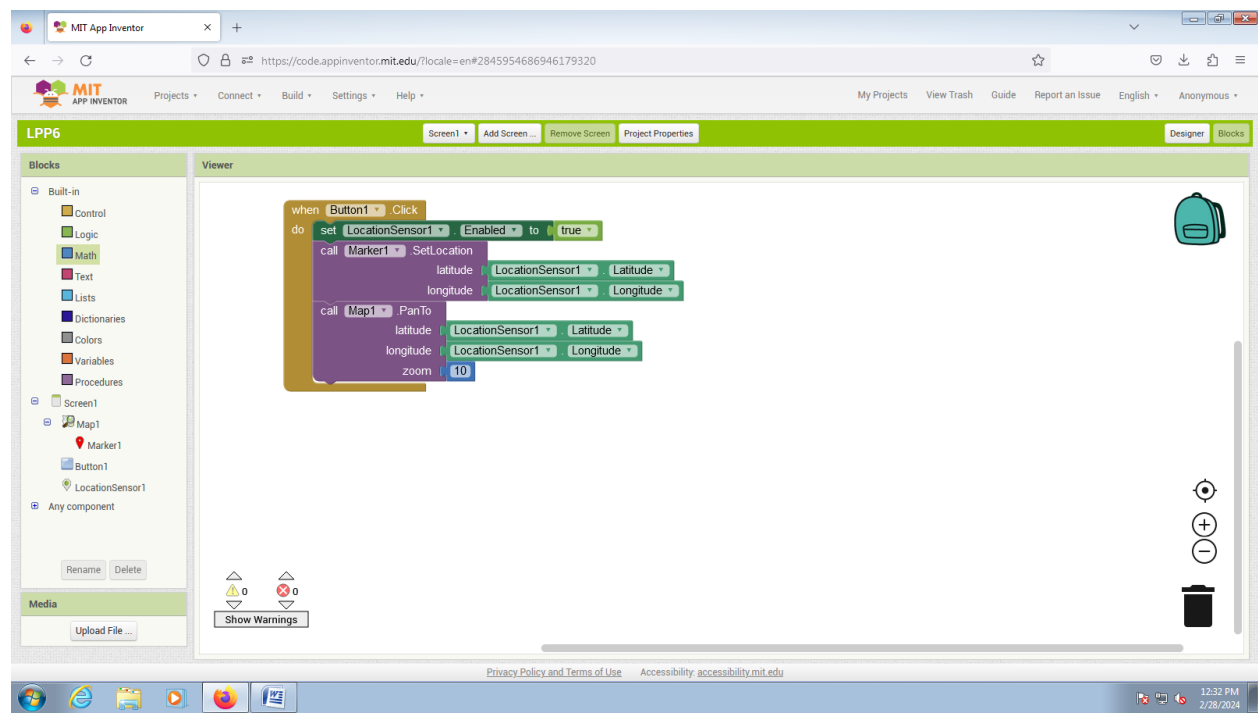 MIT App Inventor
https://code.appinventor.mit.edu/?locale=en#2845954686946179320
MIT
APP INVENTOR
Projects Connect Build Settings Help My Projects View Trash Guide Report an Issue English Anonymous
LPP6 Screen1 Add Screen ... Remove Screen Project Properties Designer Blocks
Blocks Viewer
Built-in
Control
Logic
Math
Text
Lists
Dictionaries
Colors
Variables
Procedures
Screen1
Map1
Marker1
Button1
LocationSensor1
Any component
Rename Delete
Media
Upload File ...
when Button1 .Click
do set LocationSensor1 . Enabled to true
call Marker1 .SetLocation
latitude LocationSensor1 . Latitude
longitude LocationSensor1 . Longitude
call Map1 .PanTo
latitude LocationSensor1 . Latitude
longitude LocationSensor1 . Longitude
zoom 10
0 0
Show Warnings
Privacy Policy and Terms of Use Accessibility: accessibility.mit.edu
12:32 PM
2/28/2024